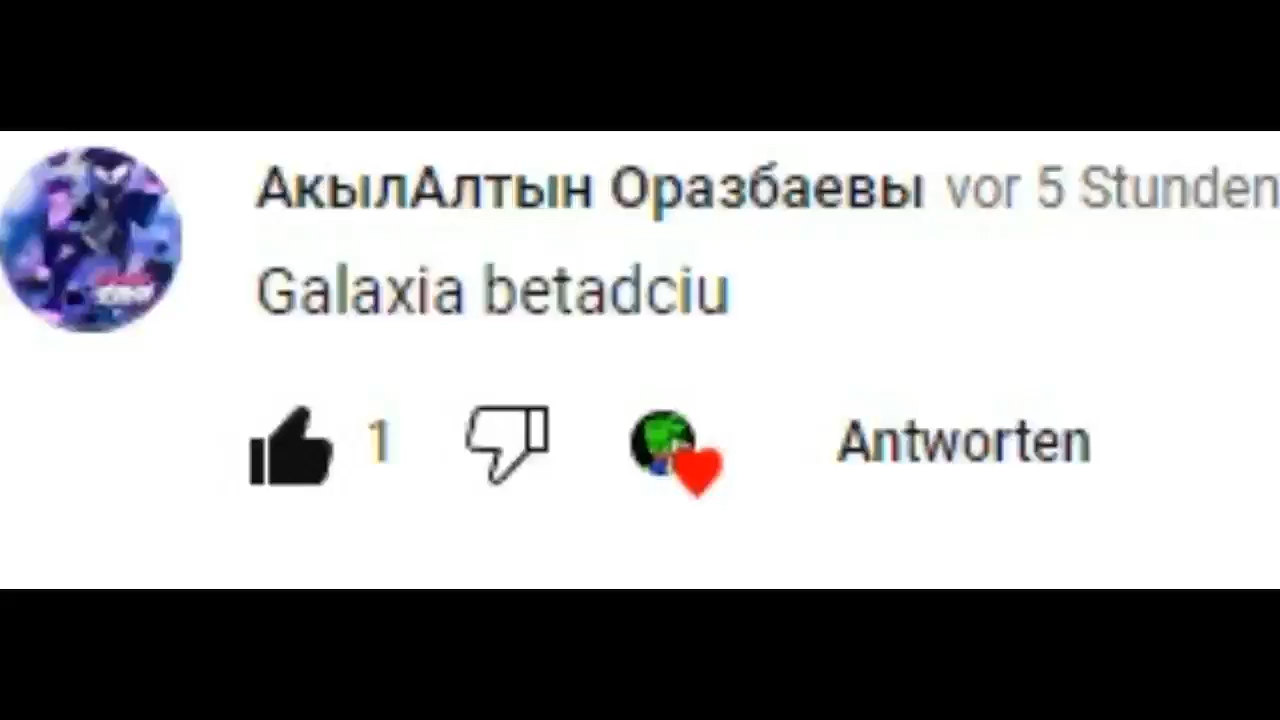 АкылАлтын Оразбаевы vor 5 Stunden
Galaxia betadciu
1 Antworten